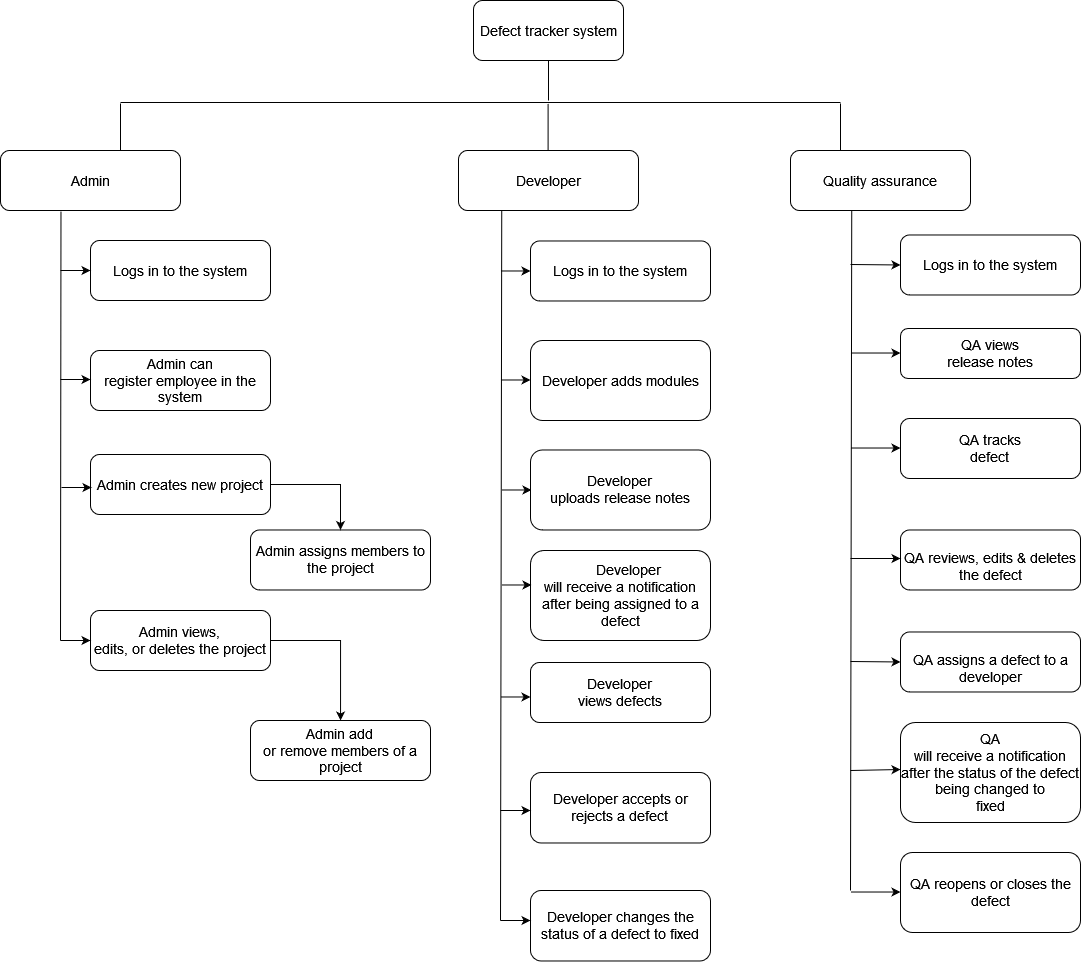 Defect tracker system
Admin
Logs in to the system
Admin can
register employee in the
system
Admin creates new project
Admin assigns members to
the project
Admin views,
edits, or deletes the project
Admin add
or remove members of a
project
Developer
Logs in to the system
Developer adds modules
Developer
uploads release notes
Developer
will receive a notification
after being assigned to a
defect
Developer
views defects
Developer accepts or
rejects a defect
Developer changes the
status of a defect to fixed
Quality assurance
Logs in to the system
QA views
release notes
QA tracks
defect
QA reviews, edits & deletes
the defect
QA assigns a defect to a
developer
QA
will receive a notification
after the status of the defect
being changed to
fixed
QA reopens or closes the
defect